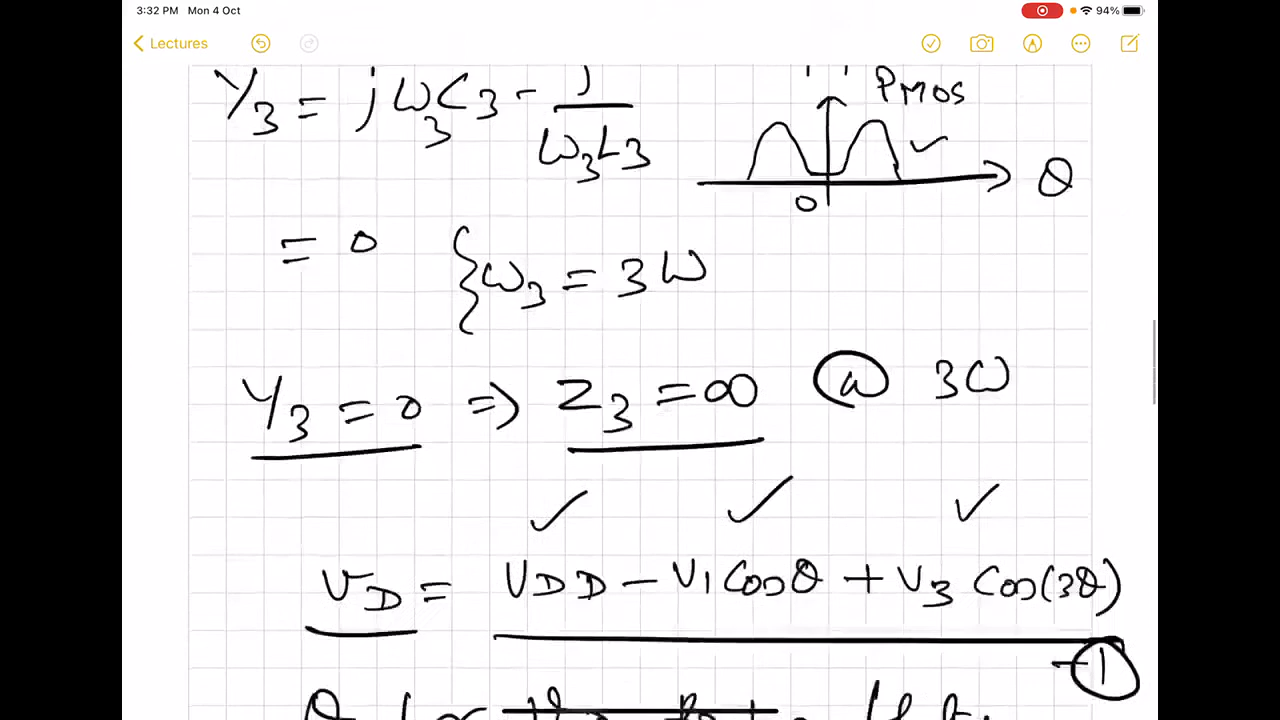 3:32 PM Mon 4 Oct 94%
Lectures
Y3 = jω3C3 - j/ω3L3
PMOS
0 θ
= 0 {ω3 = 3ω
Y3 = 0 => Z3 = ∞ @ 3ω
✓ ✓ ✓
VD = VDD - V1 Cosθ + V3 Cos(3θ)
-①